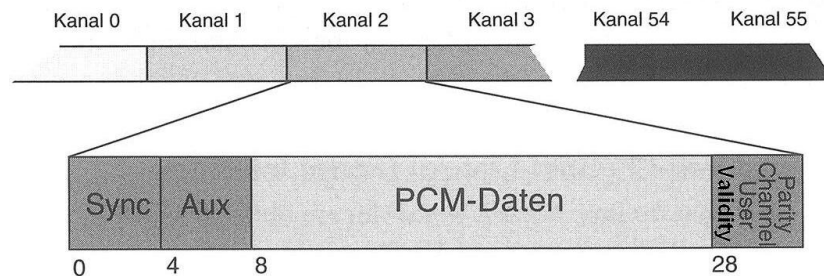 Kanal 0 Kanal 1 Kanal 2 Kanal 3 Kanal 54 Kanal 55
Sync Aux PCM-Daten Validity User Channel Parity
0 4 8 28